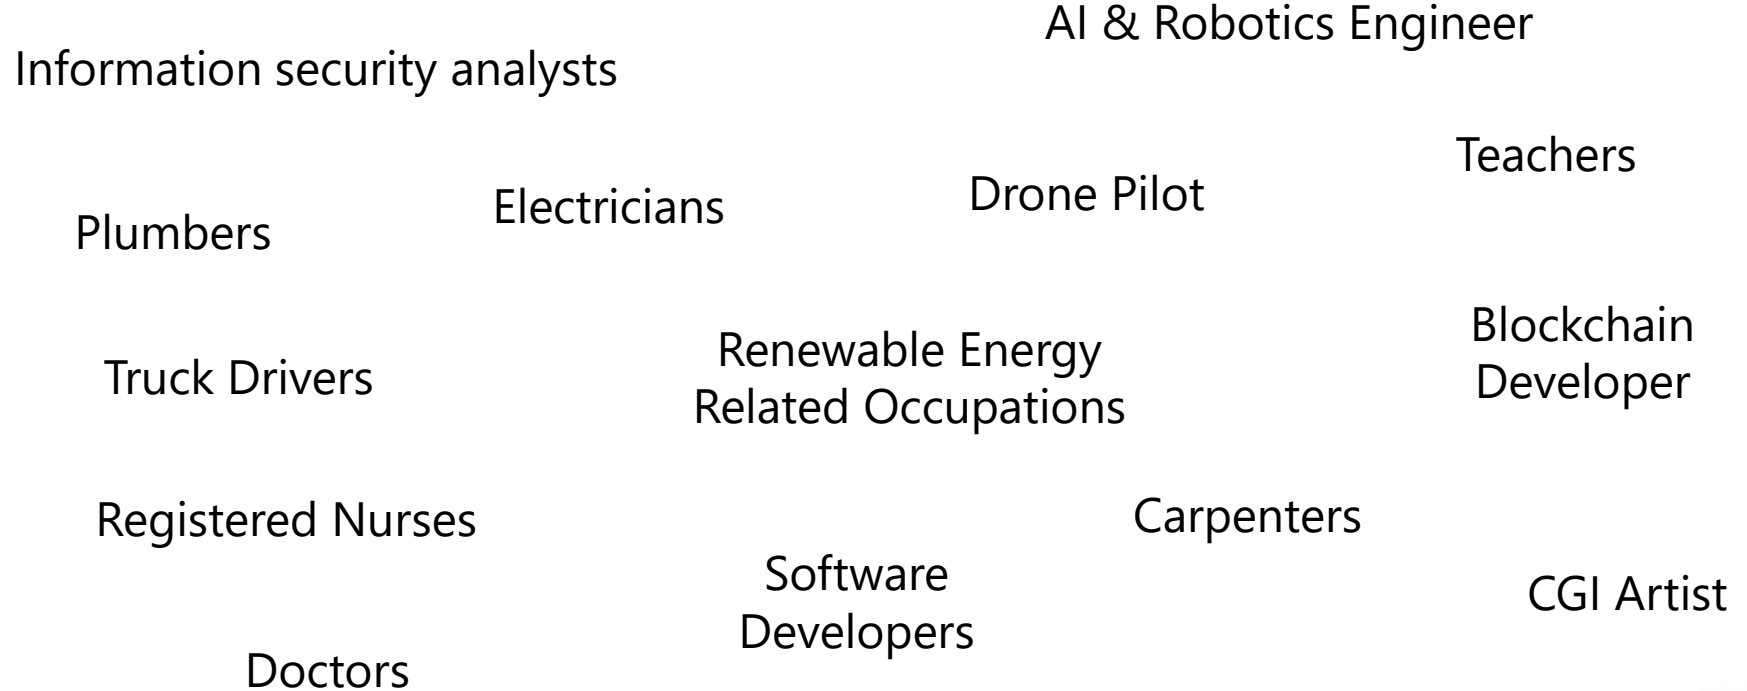 AI & Robotics Engineer
Information security analysts
Teachers
Drone Pilot
Electricians
Plumbers
Blockchain
Developer
Renewable Energy
Related Occupations
Truck Drivers
Carpenters
Registered Nurses
Software
Developers
CGI Artist
Doctors